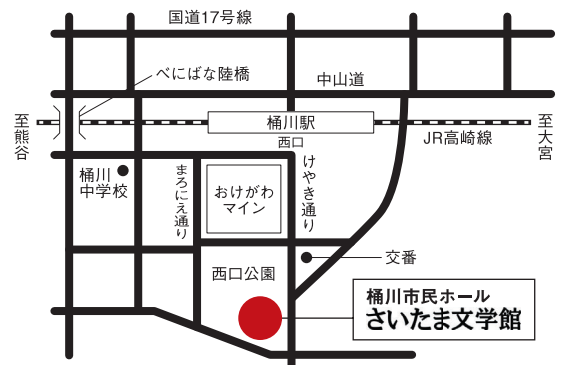 国道17号線
べにばな陸橋
中山道
至熊谷
桶川駅
西口
JR高崎線
至大宮
桶川
中学校
まろにえ通り
おけがわ
マイン
けやき通り
交番
西口公園
桶川市民ホール
さいたま文学館